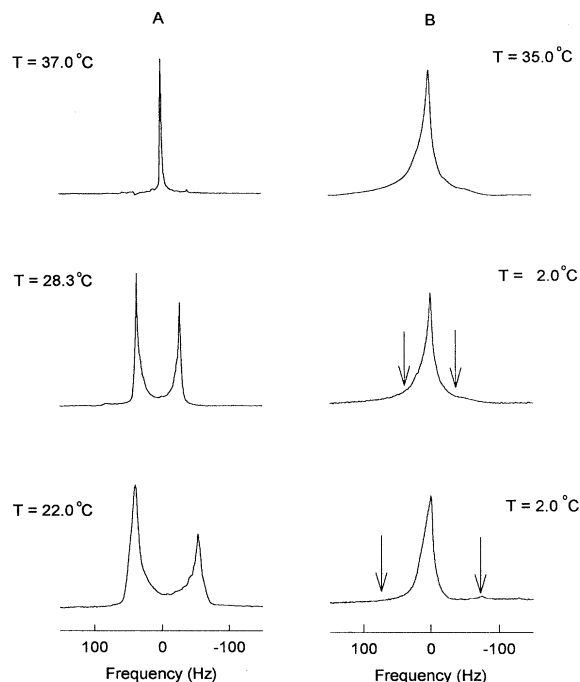 A
B
T = 37.0 °C
T = 35.0 °C
T = 28.3 °C
T = 2.0 °C
T = 22.0 °C
T = 2.0 °C
100 0 -100
100 0 -100
Frequency (Hz)
Frequency (Hz)